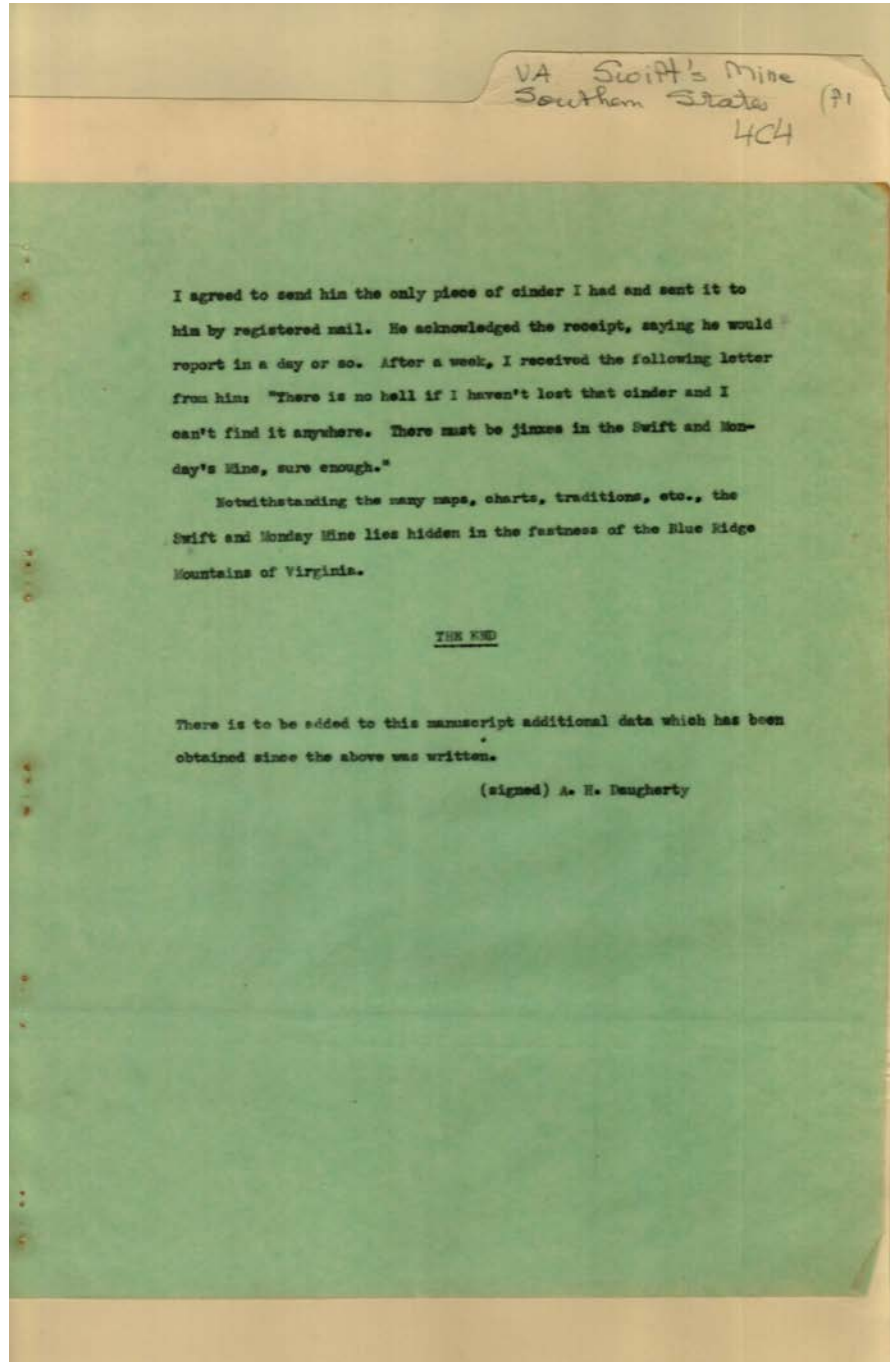 VA Swift's Mine
Southern States (P1
4C4
I agreed to send him the only piece of cinder I had and sent it to
him by registered mail. He acknowledged the receipt, saying he would
report in a day or so. After a week, I received the following letter
from him: "There is no hell if I haven't lost that cinder and I
can't find it anywhere. There must be jinxes in the Swift and Mon-
day's Mine, sure enough."
Notwithstanding the many maps, charts, traditions, etc., the
Swift and Monday Mine lies hidden in the fastness of the Blue Ridge
Mountains of Virginia.
THE END
There is to be added to this manuscript additional data which has been
obtained since the above was written.
(signed) A. H. Daugherty